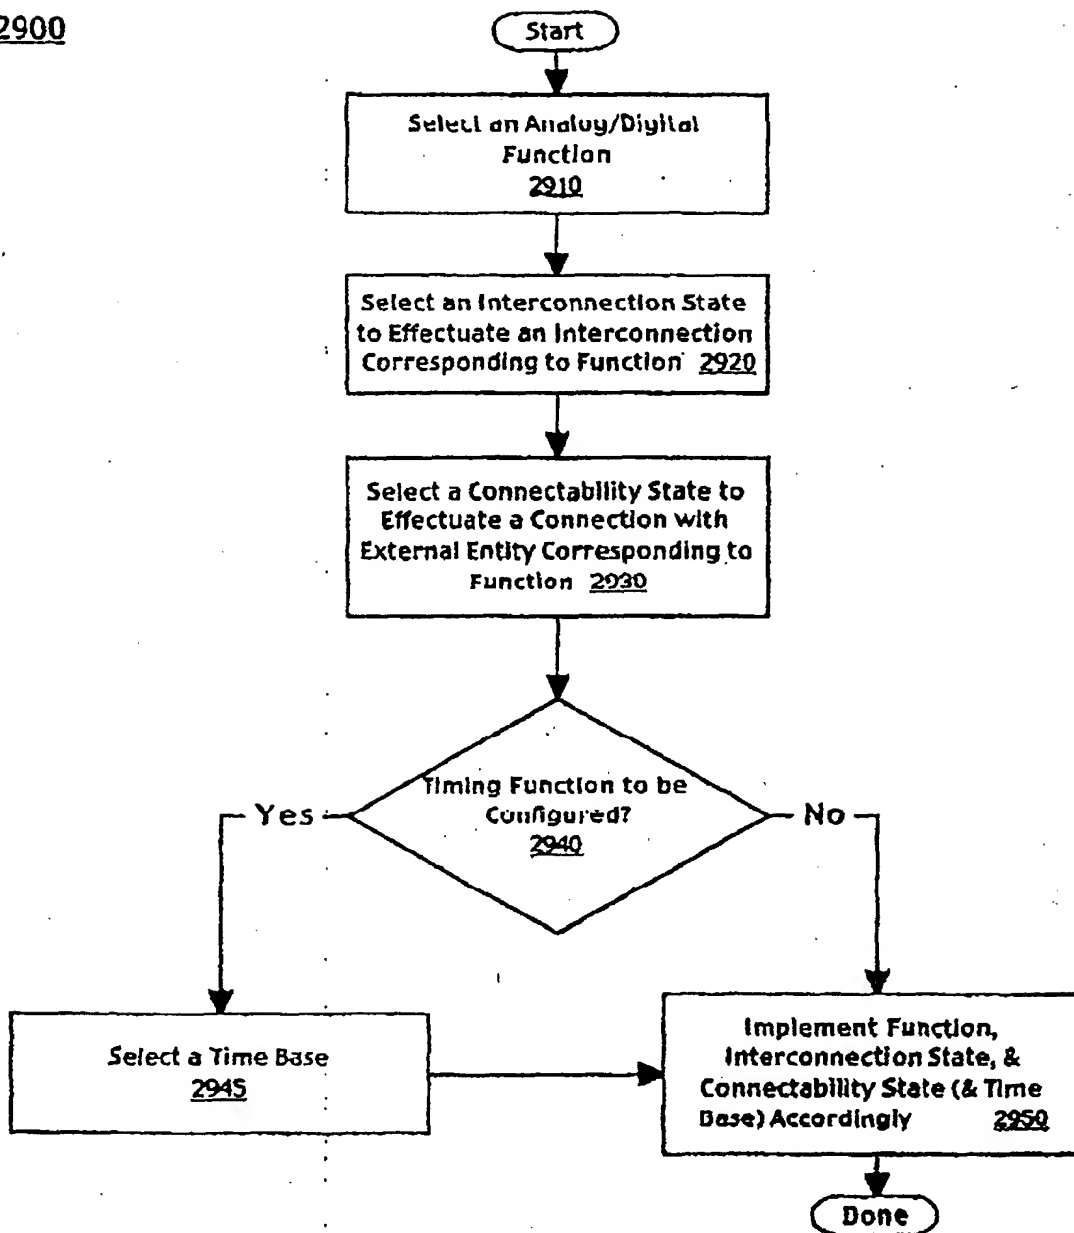 2900
Start
Select an Analog/Digital
Function
2910
Select an Interconnection State
to Effectuate an Interconnection
Corresponding to Function 2920
Select a Connectability State to
Effectuate a Connection with
External Entity Corresponding to
Function 2930
Timing Function to be
Configured?
2940
Yes
No
Select a Time Base
2945
Implement Function,
Interconnection State, &
Connectability State (& Time
Base) Accordingly 2950
Done